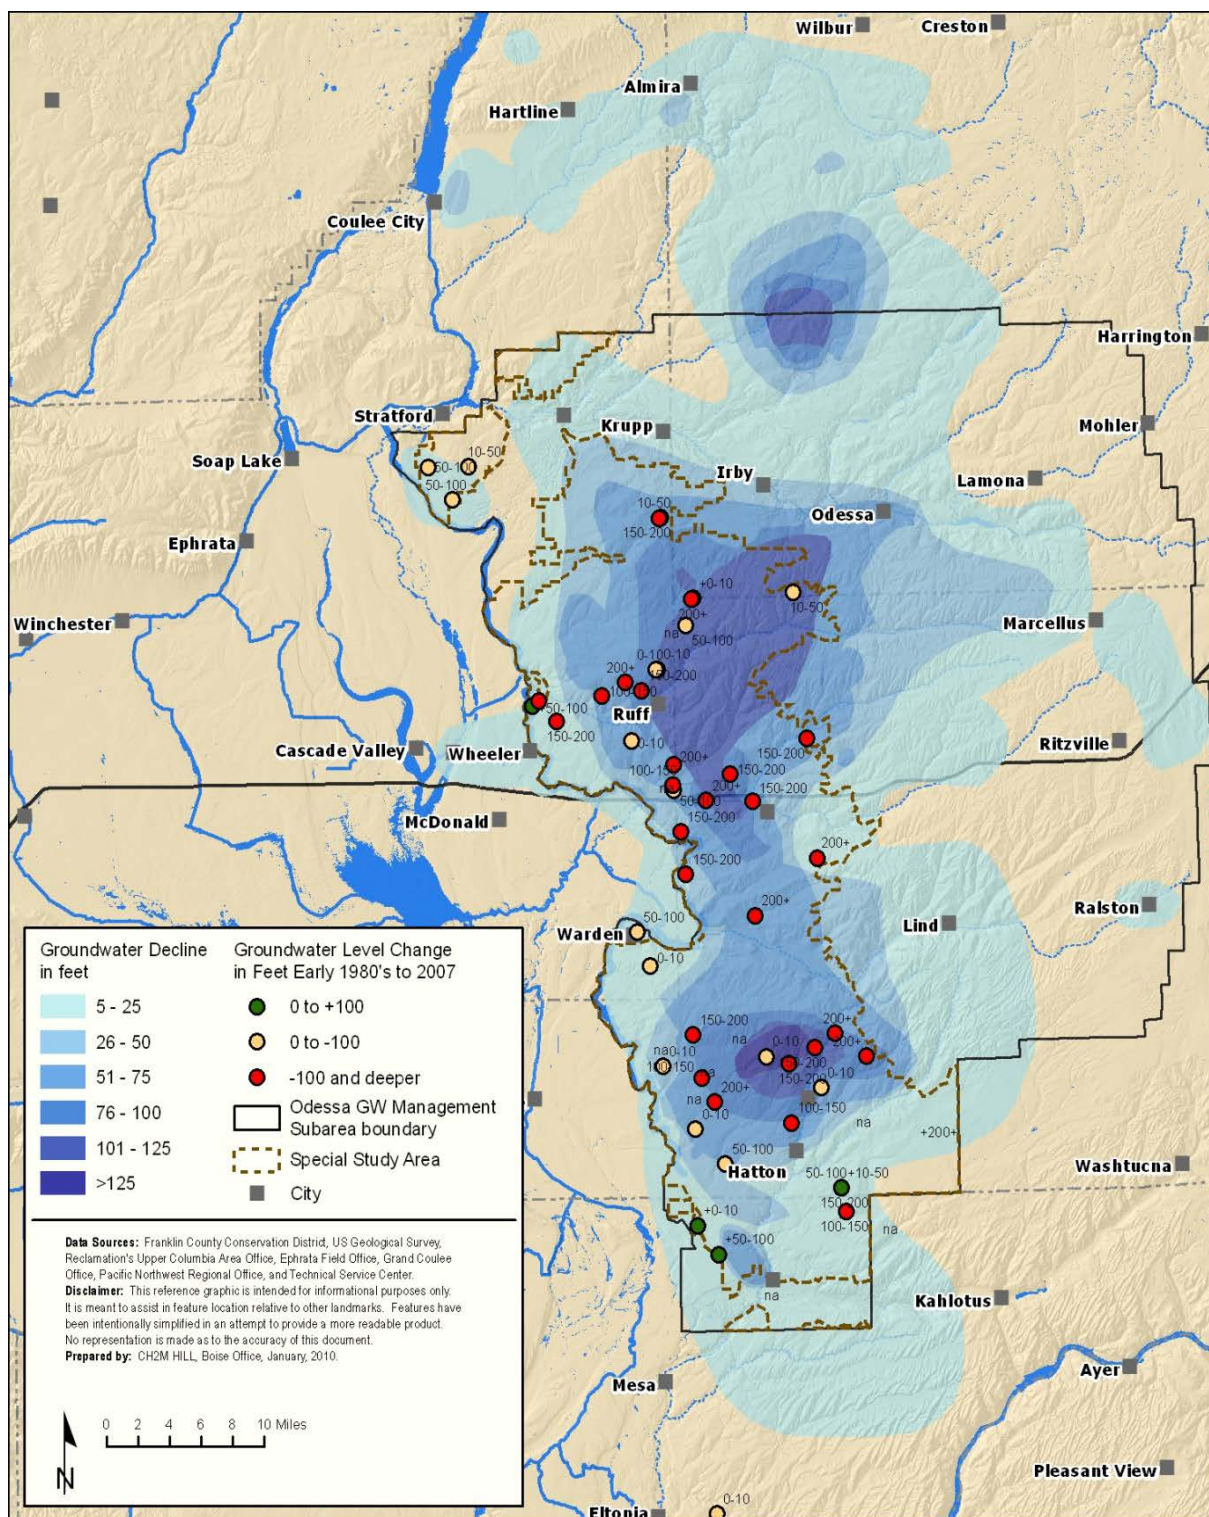 Wilbur
Creston
Almira
Hartline
Coulee City
Harrington
Stratford
Krupp
Mohler
Soap Lake
10-50
50-100
50-100
Irby
Lamona
10-50
150-200
Odessa
Ephrata
+0-10
10-50
Winchester
200+
na
50-100
Marcellus
0-10
200+
Ruff
+50-100
150-200
0-10
150-200
Ritzville
Cascade Valley
Wheeler
200+
150-200
200+
150-200
McDonald
150-200
200+
150-200
200+
50-100
Warden
Lind
Ralston
0-10
150-200
na
200+
na
0-10
0-10
200+
100-150
150-200
0-10
na
200+
0-10
100-150
na
+200+
50-100
Hatton
Washtucna
50-100
+10-50
150-200
100-150
na
+0-10
+50-100
na
Kahlotus
Mesa
Ayer
Pleasant View
Eltopia
0-10
Groundwater Decline
in feet
5 - 25
26 - 50
51 - 75
76 - 100
101 - 125
>125
Groundwater Level Change
in Feet Early 1980's to 2007
0 to +100
0 to -100
-100 and deeper
Odessa GW Management
Subarea boundary
Special Study Area
City
Data Sources: Franklin County Conservation District, US Geological Survey,
Reclamation's Upper Columbia Area Office, Ephrata Field Office, Grand Coulee
Office, Pacific Northwest Regional Office, and Technical Service Center.
Disclaimer: This reference graphic is intended for informational purposes only.
It is meant to assist in feature location relative to other landmarks. Features have
been intentionally simplified in an attempt to provide a more readable product.
No representation is made as to the accuracy of this document.
Prepared by: CH2M HILL, Boise Office, January, 2010.
0 2 4 6 8 10 Miles
N